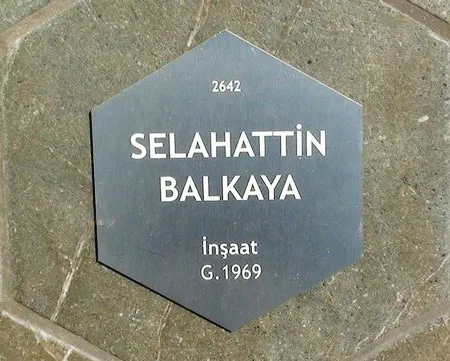 2642
SELAHATTİN
BALKAYA
İnşaat
G.1969